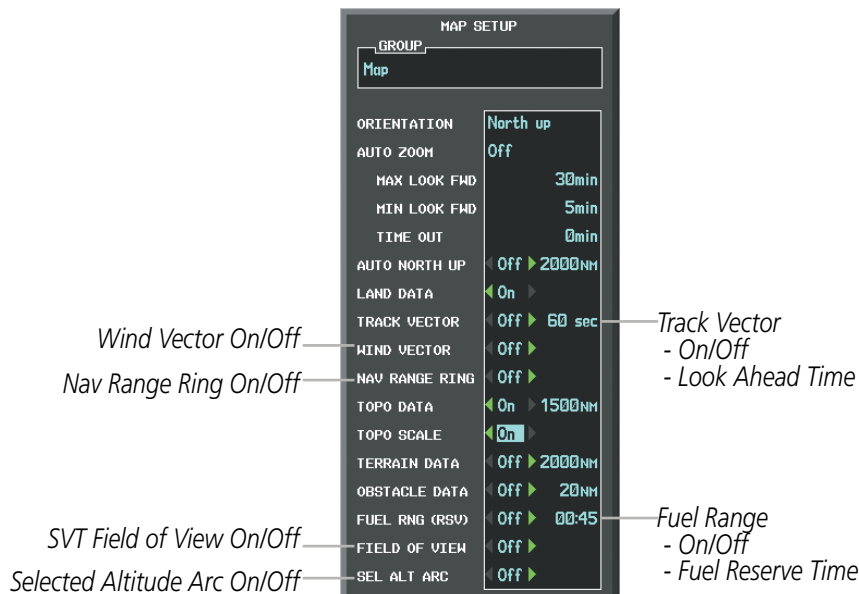 MAP SETUP
GROUP
Map
ORIENTATION North up
AUTO ZOOM Off
MAX LOOK FWD 30min
MIN LOOK FWD 5min
TIME OUT 0min
AUTO NORTH UP Off 2000NM
LAND DATA On
TRACK VECTOR Off 60 sec
WIND VECTOR Off
NAV RANGE RING Off
TOPO DATA On 1500NM
TOPO SCALE On
TERRAIN DATA Off 2000NM
OBSTACLE DATA Off 20NM
FUEL RNG (RSV) Off 00:45
FIELD OF VIEW Off
SEL ALT ARC Off
Wind Vector On/Off
Nav Range Ring On/Off
SVT Field of View On/Off
Selected Altitude Arc On/Off
Track Vector
- On/Off
- Look Ahead Time
Fuel Range
- On/Off
- Fuel Reserve Time